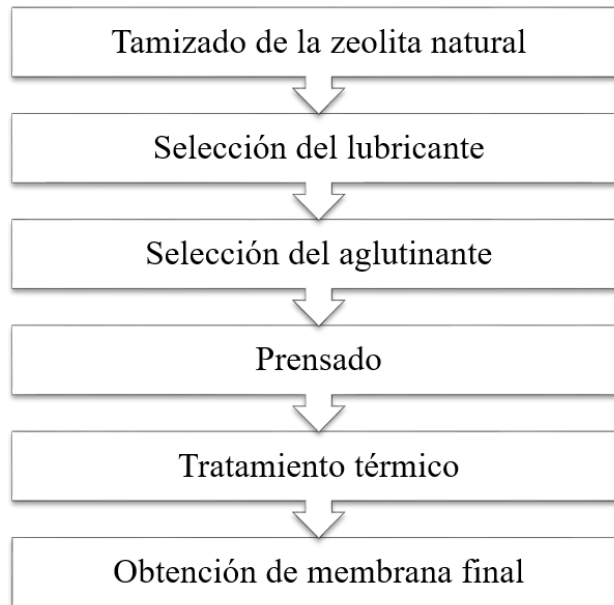 Tamizado de la zeolita natural
Selección del lubricante
Selección del aglutinante
Prensado
Tratamiento térmico
Obtención de membrana final